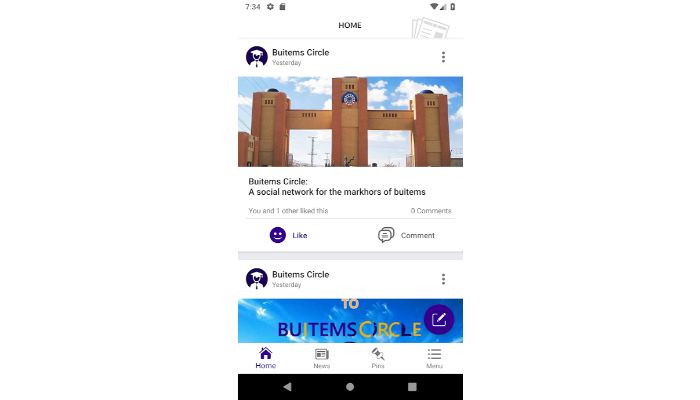 7:34
HOME
Buitems Circle
Yesterday
Buitems Circle:
A social network for the markhors of buitems
You and 1 other liked this
0 Comments
Like
Comment
Buitems Circle
Yesterday
TO
BUITEMS CIRCLE
Home
News
Pins
Menu